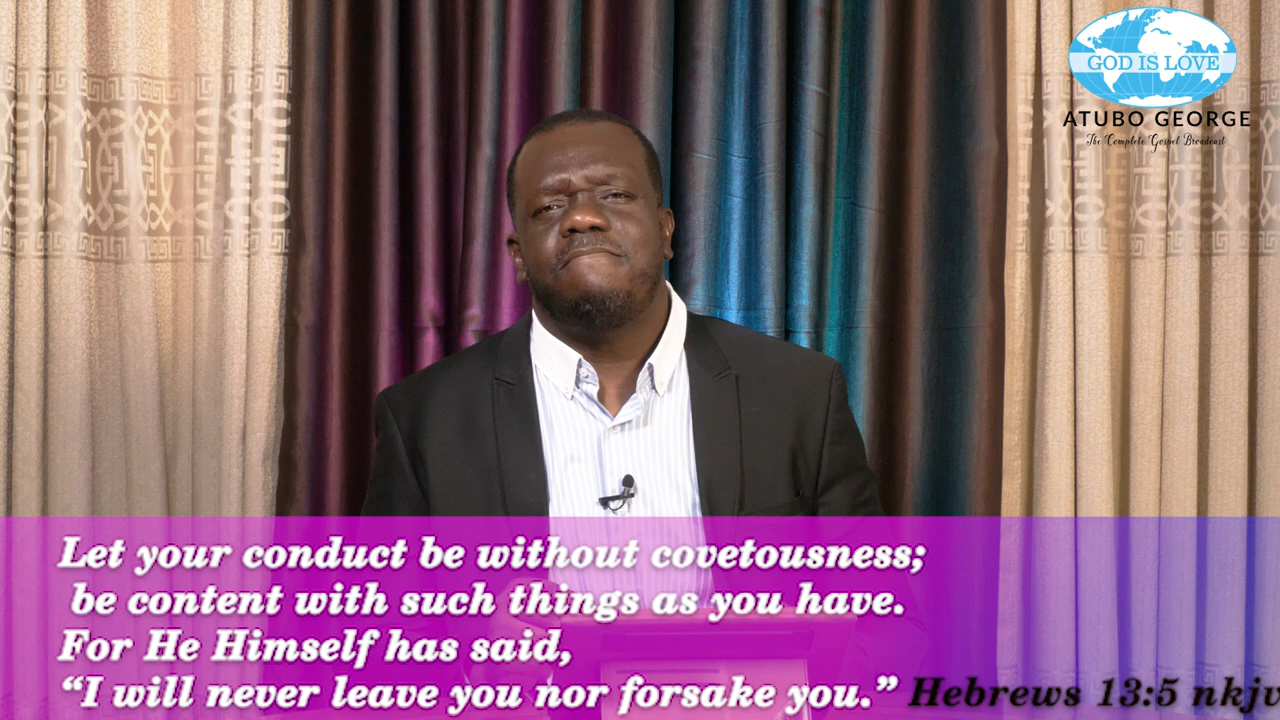 GOD IS LOVE
ATUBO GEORGE
The Complete Gospel Broadcast
Let your conduct be without covetousness;
be content with such things as you have.
For He Himself has said,
“I will never leave you nor forsake you.” Hebrews 13:5 nkjv